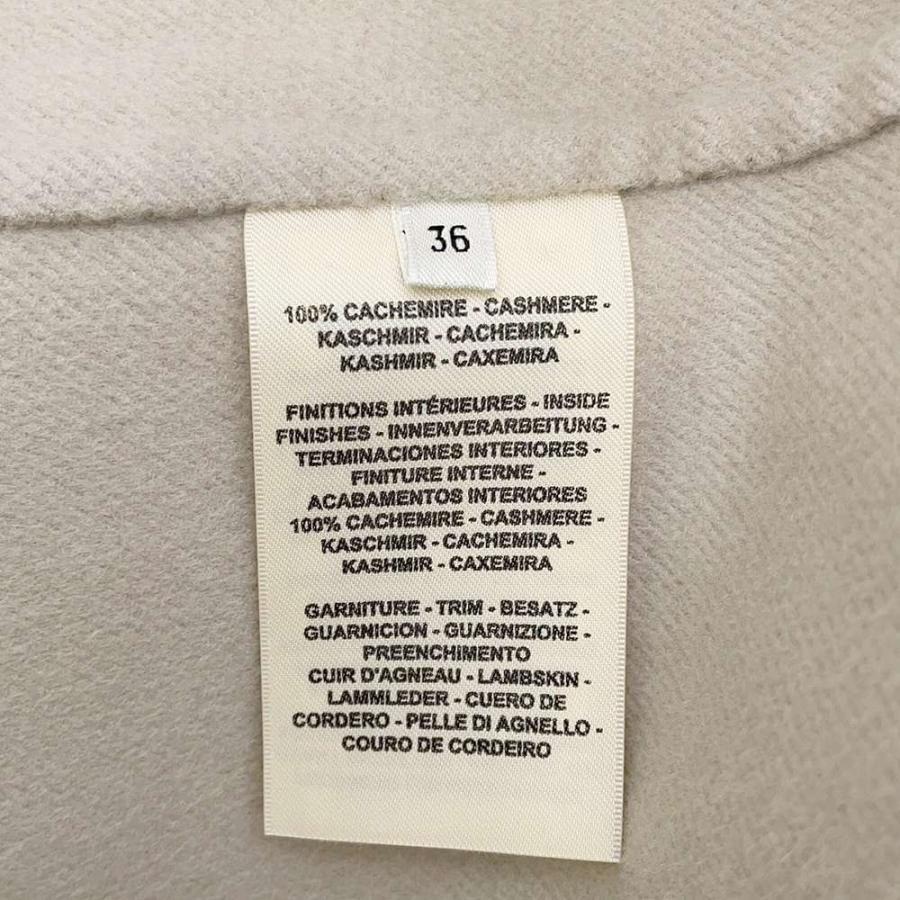 36
100% CACHEMIRE - CASHMERE -
KASCHMIR - CACHEMIRA -
KASHMIR - CAXEMIRA
FINITIONS INTÉRIEURES - INSIDE
FINISHES - INNENVERARBEITUNG -
TERMINACIONES INTERIORES -
FINITURE INTERNE -
ACABAMENTOS INTERIORES
100% CACHEMIRE - CASHMERE -
KASCHMIR - CACHEMIRA -
KASHMIR - CAXEMIRA
GARNITURE - TRIM - BESATZ -
GUARNICION - GUARNIZIONE -
PREENCHIMENTO
CUIR D'AGNEAU - LAMBSKIN -
LAMMLEDER - CUERO DE
CORDERO - PELLE DI AGNELLO -
COURO DE CORDEIRO